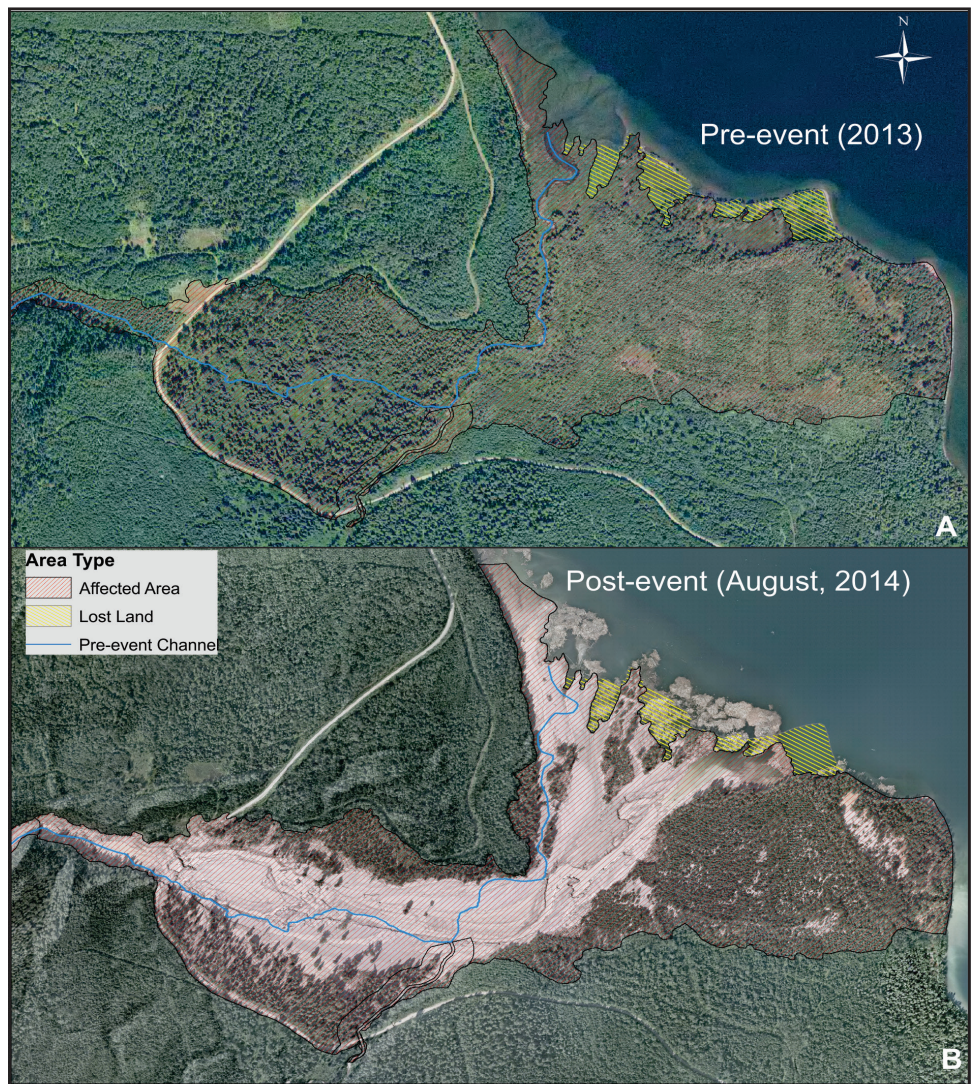 N
Pre-event (2013)
A
Area Type
Affected Area
Lost Land
Pre-event Channel
Post-event (August, 2014)
B